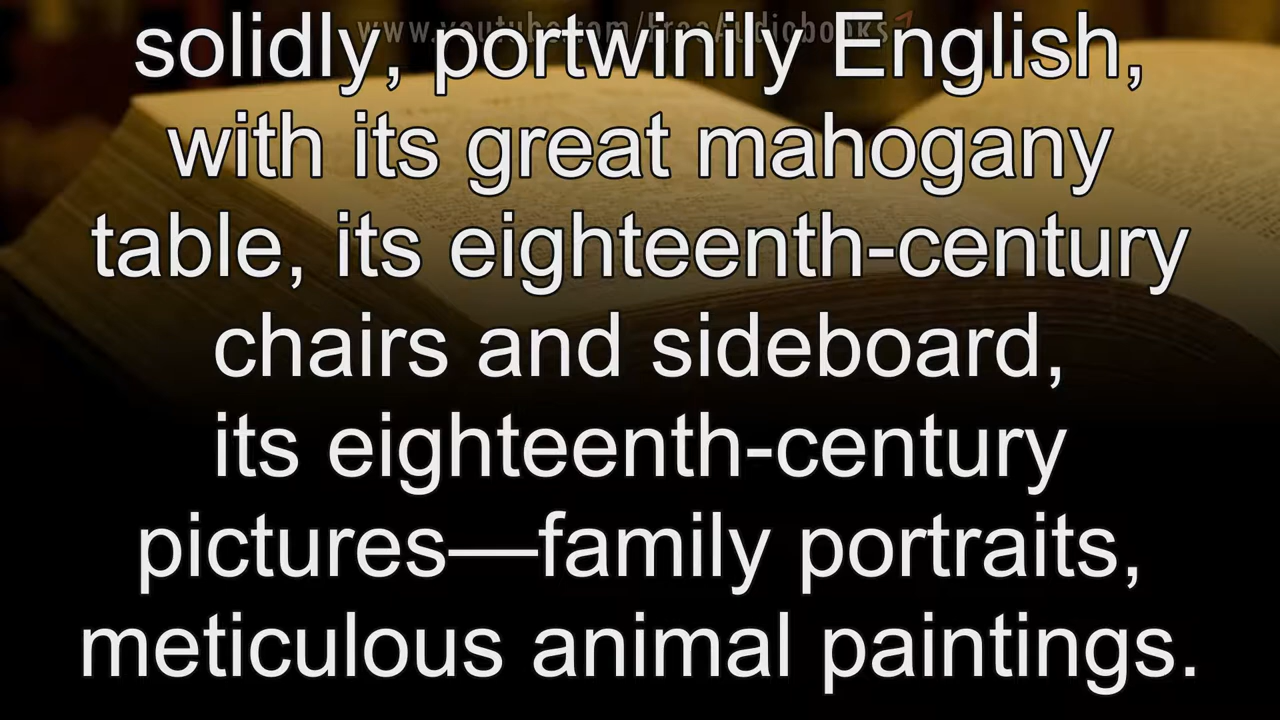 www.youtube.com/FreeAudiobooks
solidly, portwinily English,
with its great mahogany
table, its eighteenth-century
chairs and sideboard,
its eighteenth-century
pictures—family portraits,
meticulous animal paintings.